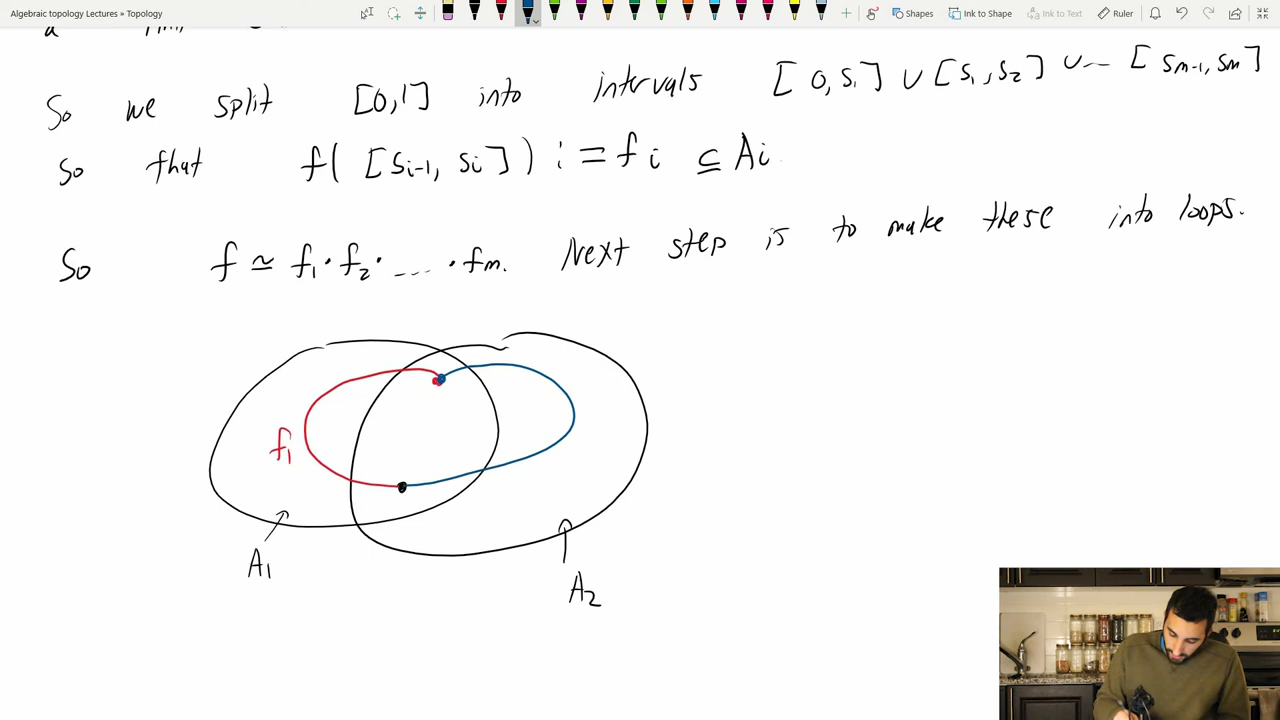 Algebraic topology Lectures » Topology
Shapes
Ink to Shape
Ink to Text
Ruler
So we split [0,1] into intervals [0,s₁] ∪ [s₁,s₂] ∪ ... [sm-1, sm]
So that f( [si-1, si] ) := fi ⊆ Ai
So f ≃ f₁·f₂· .... ·fm. Next step is to make these into loops.
f₁
A₁
A₂